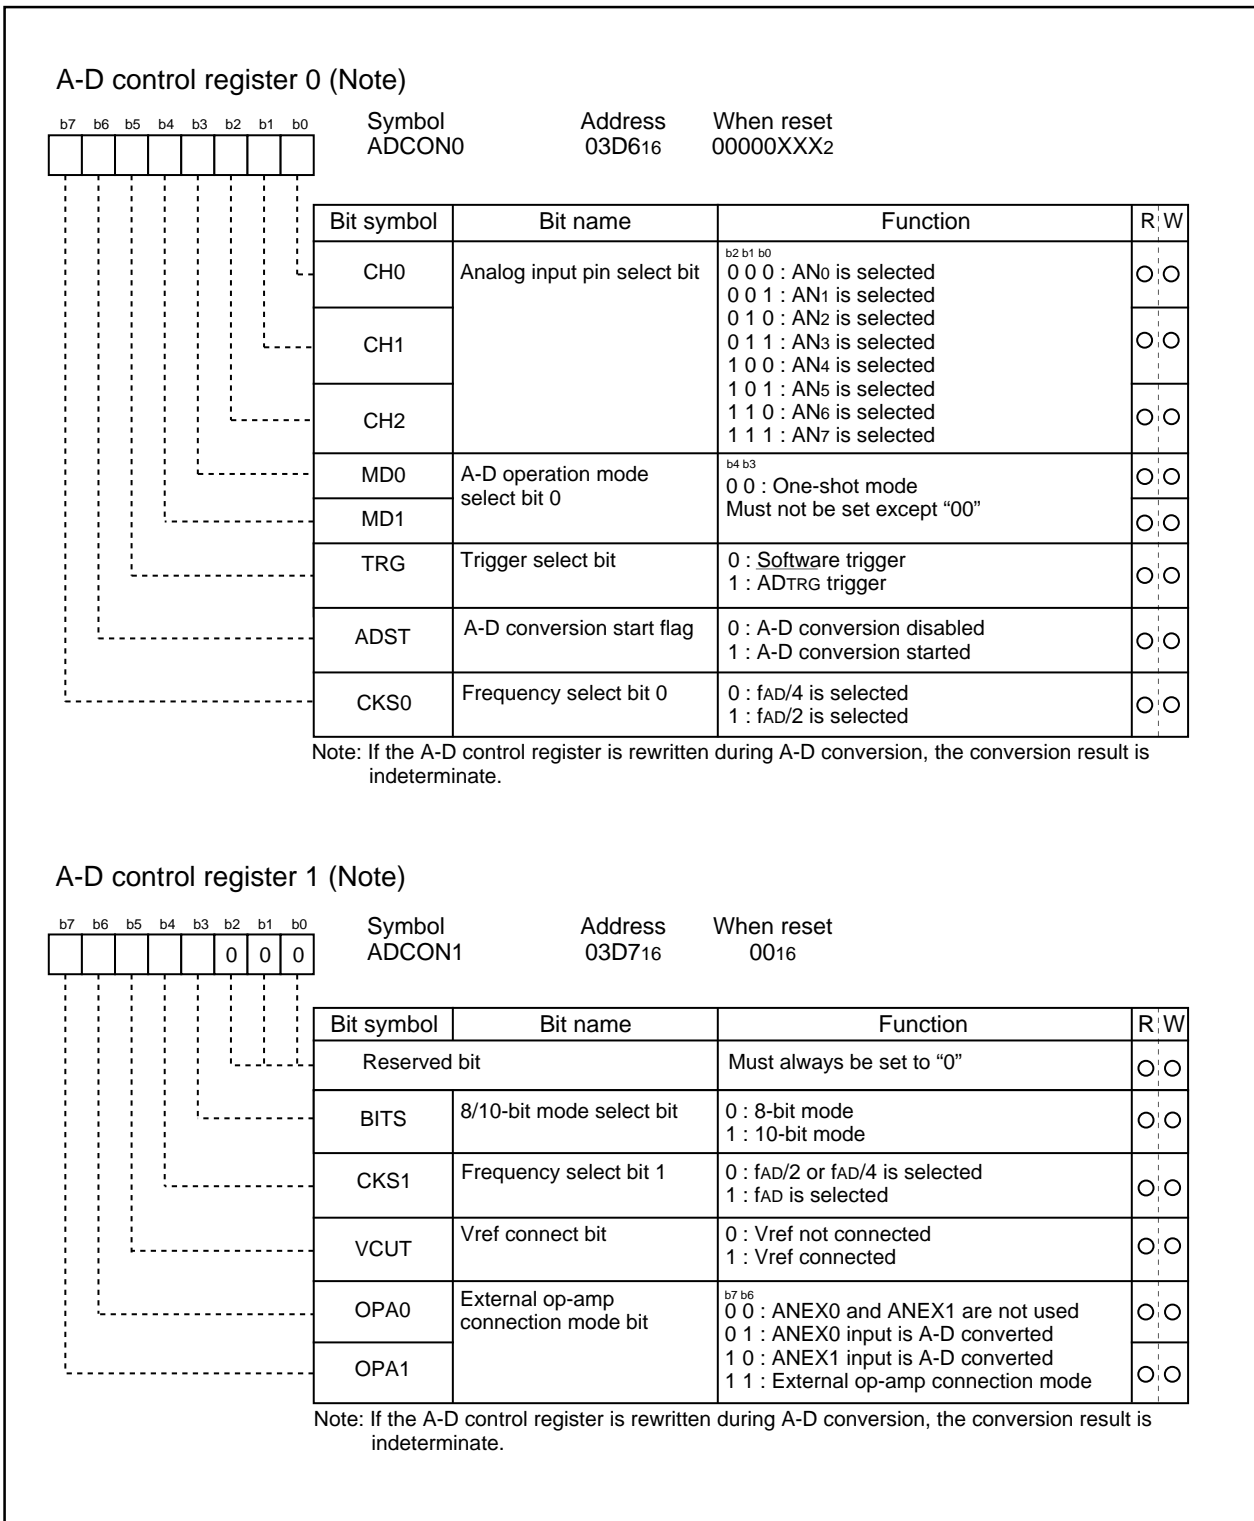 A-D control register 0 (Note)
b7 b6 b5 b4 b3 b2 b1 b0
Symbol Address When reset
ADCON0 03D616 00000XXX2
Bit symbol Bit name Function R W
CH0 Analog input pin select bit
b2 b1 b0
0 0 0 : AN0 is selected
0 0 1 : AN1 is selected
0 1 0 : AN2 is selected
CH1
0 1 1 : AN3 is selected
1 0 0 : AN4 is selected
1 0 1 : AN5 is selected
CH2
1 1 0 : AN6 is selected
1 1 1 : AN7 is selected
MD0 A-D operation mode select bit 0
b4 b3
0 0 : One-shot mode
MD1
Must not be set except “00”
TRG Trigger select bit
0 : Software trigger
1 : ADTRG trigger
ADST A-D conversion start flag
0 : A-D conversion disabled
1 : A-D conversion started
CKS0 Frequency select bit 0
0 : fAD/4 is selected
1 : fAD/2 is selected
Note: If the A-D control register is rewritten during A-D conversion, the conversion result is
indeterminate.
A-D control register 1 (Note)
b7 b6 b5 b4 b3 b2 b1 b0
0 0 0
Symbol Address When reset
ADCON1 03D716 0016
Bit symbol Bit name Function R W
Reserved bit Must always be set to “0”
BITS 8/10-bit mode select bit
0 : 8-bit mode
1 : 10-bit mode
CKS1 Frequency select bit 1
0 : fAD/2 or fAD/4 is selected
1 : fAD is selected
VCUT Vref connect bit
0 : Vref not connected
1 : Vref connected
OPA0 External op-amp connection mode bit
b7 b6
0 0 : ANEX0 and ANEX1 are not used
0 1 : ANEX0 input is A-D converted
OPA1
1 0 : ANEX1 input is A-D converted
1 1 : External op-amp connection mode
Note: If the A-D control register is rewritten during A-D conversion, the conversion result is
indeterminate.